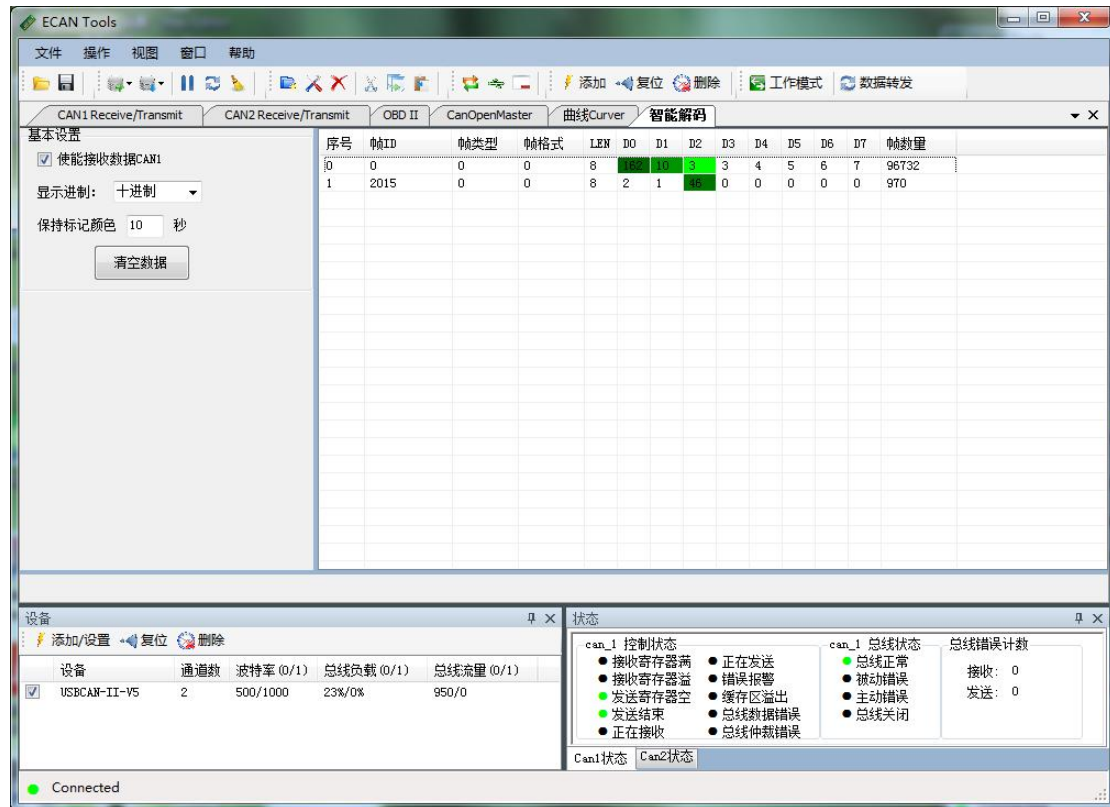 ECAN Tools
文件 操作 视图 窗口 帮助
添加 复位 删除 工作模式 数据转发
CAN1 Receive/Transmit CAN2 Receive/Transmit OBD II CanOpenMaster 曲线Curver 智能解码
基本设置
使能接收数据CAN1
显示进制: 十进制
保持标记颜色 10 秒
清空数据
序号 帧ID 帧类型 帧格式 LEN D0 D1 D2 D3 D4 D5 D6 D7 帧数量
0 0 0 0 8 162 10 3 3 4 5 6 7 96732
1 2015 0 0 8 2 1 46 0 0 0 0 0 970
设备
添加/设置 复位 删除
设备 通道数 波特率(0/1) 总线负载(0/1) 总线流量(0/1)
USBCAN-II-V5 2 500/1000 23%/0% 950/0
状态
can_1 控制状态
接收寄存器满 正在发送
接收寄存器溢 错误报警
发送寄存器空 缓存区溢出
发送结束 总线数据错误
正在接收 总线仲裁错误
can_1 总线状态
总线正常
被动错误
主动错误
总线关闭
总线错误计数
接收: 0
发送: 0
Can1状态 Can2状态
Connected